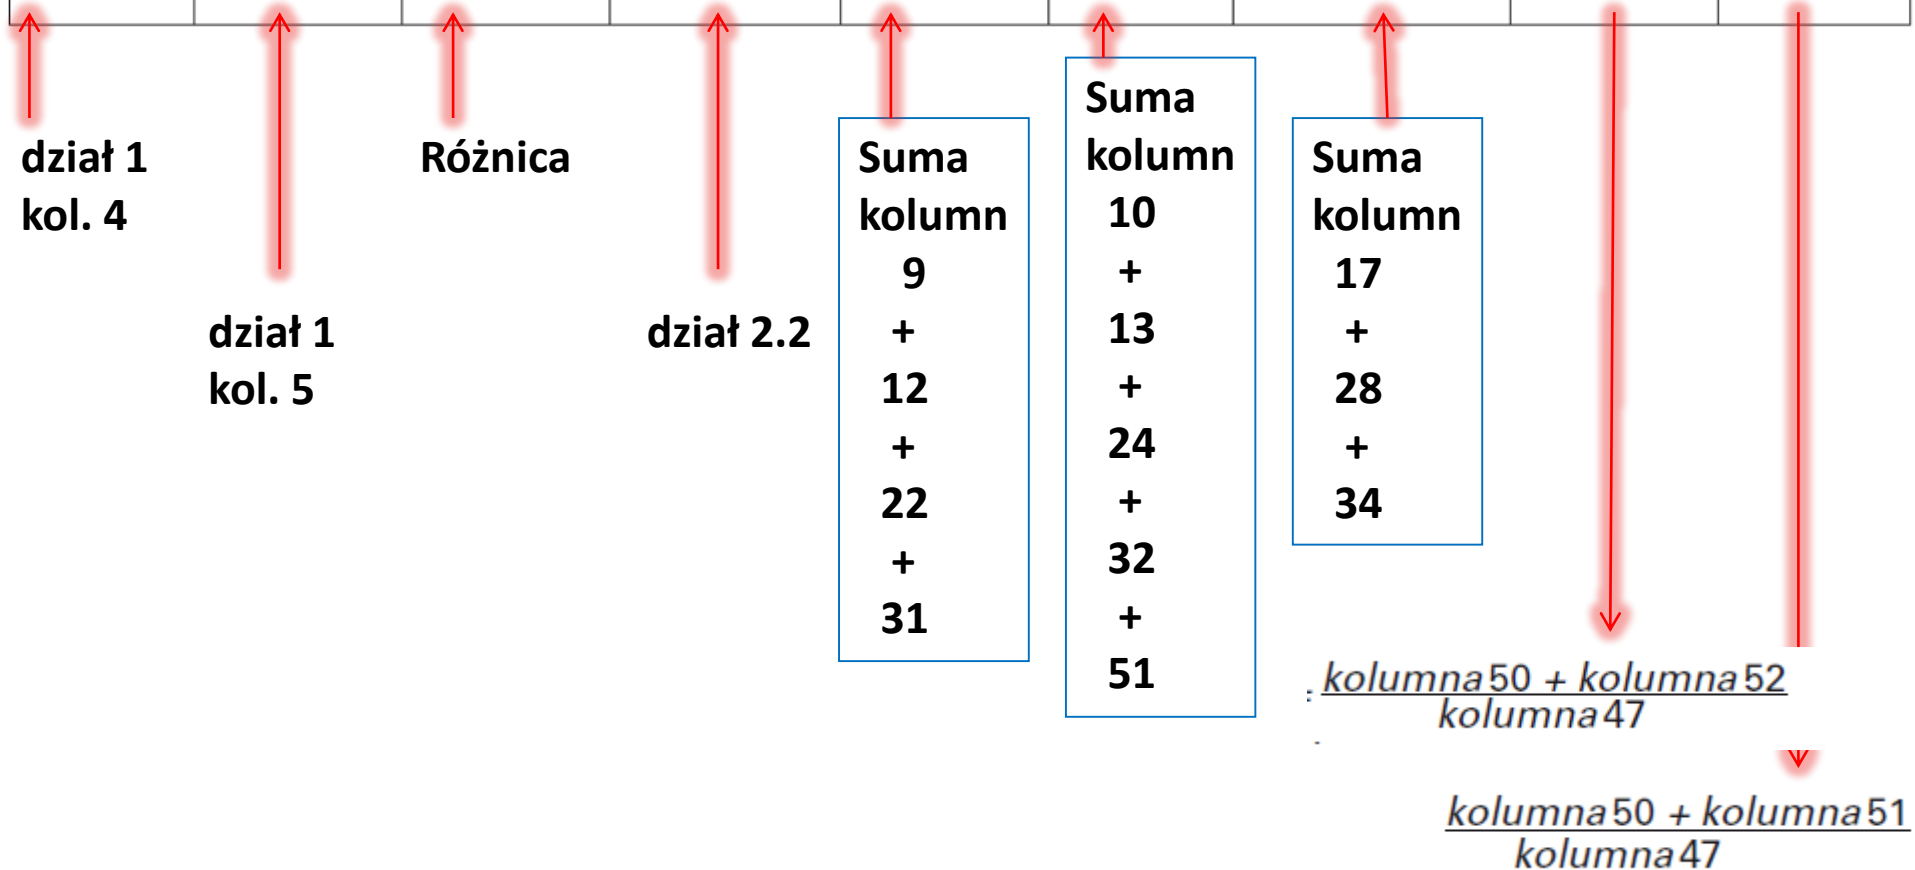 dział 1
kol. 4
dział 1
kol. 5
Różnica
dział 2.2
Suma
kolumn
9
+
12
+
22
+
31
Suma
kolumn
10
+
13
+
24
+
32
+
51
Suma
kolumn
17
+
28
+
34
kolumna 50 + kolumna 52
kolumna 47
kolumna 50 + kolumna 51
kolumna 47